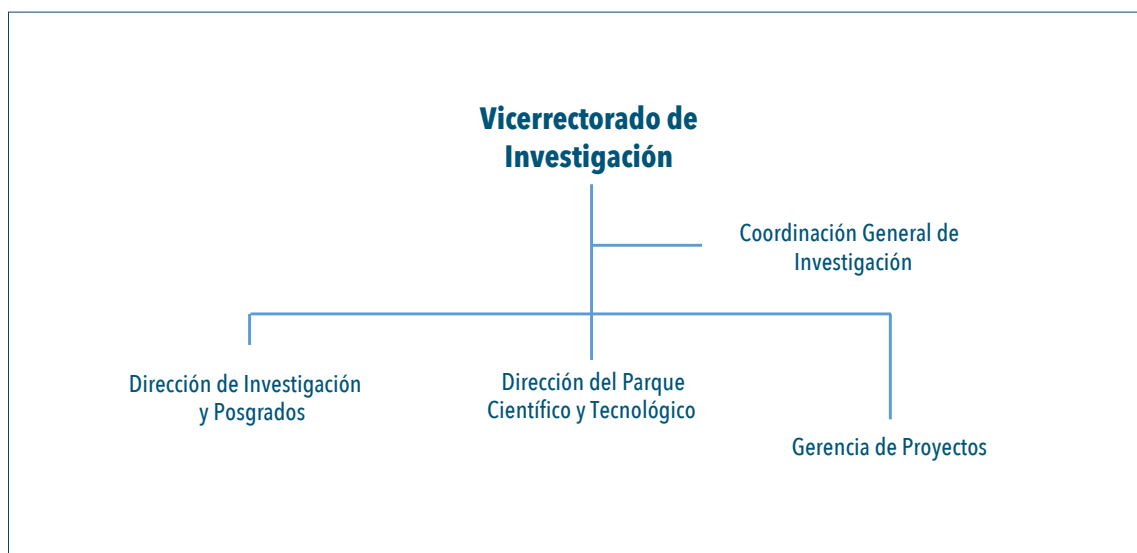 Vicerrectorado de
Investigación
Coordinación General de
Investigación
Dirección de Investigación
y Posgrados
Dirección del Parque
Científico y Tecnológico
Gerencia de Proyectos